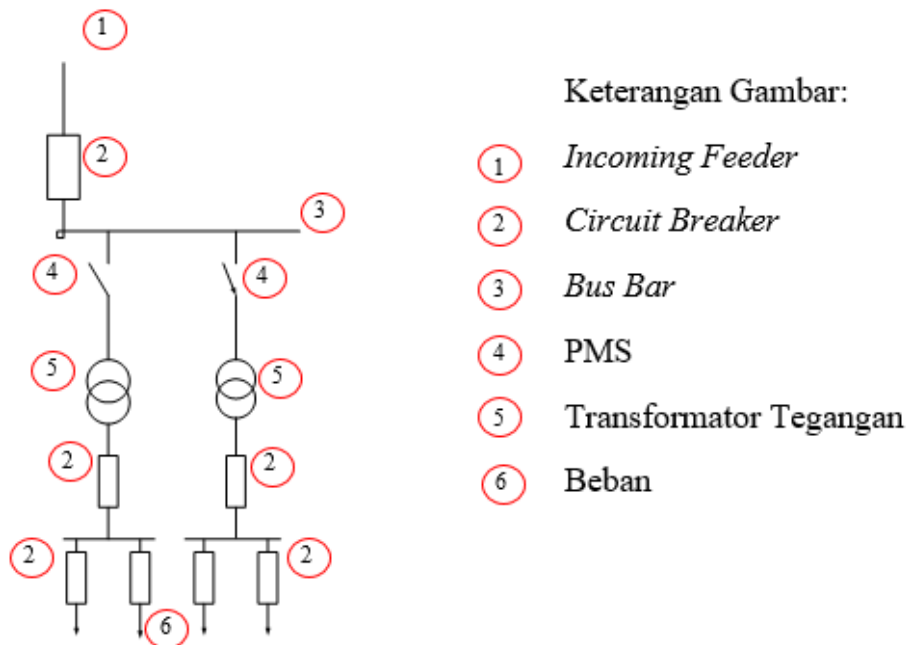 1
2
3
4
4
5
5
2
2
2
2
6
Keterangan Gambar:
1 Incoming Feeder
2 Circuit Breaker
3 Bus Bar
4 PMS
5 Transformator Tegangan
6 Beban